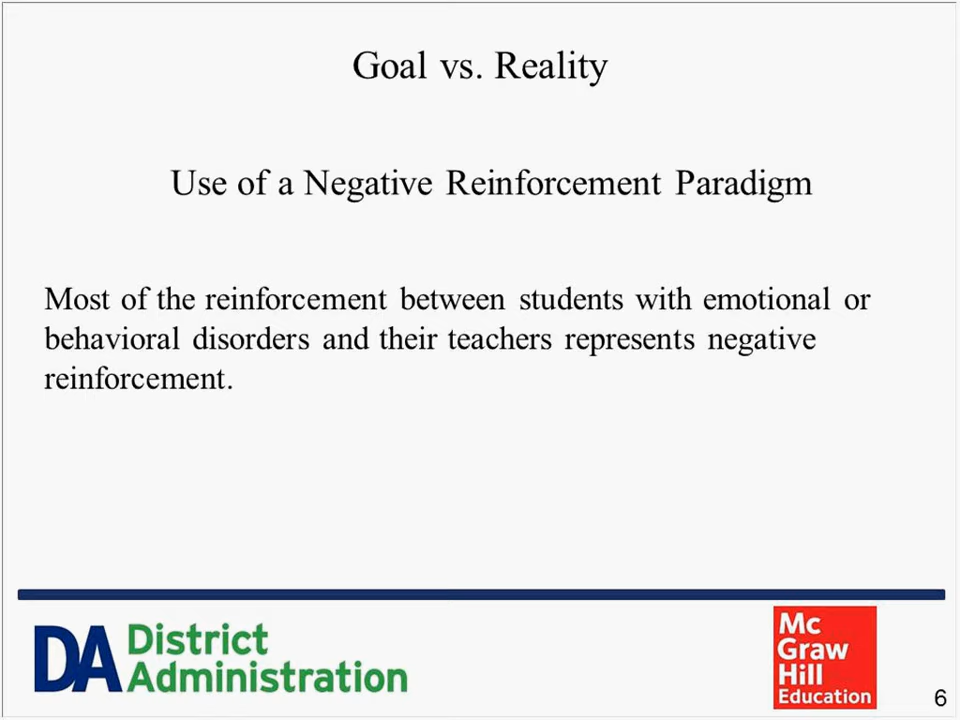 Goal vs. Reality
Use of a Negative Reinforcement Paradigm
Most of the reinforcement between students with emotional or
behavioral disorders and their teachers represents negative
reinforcement.
DA District
Administration
Mc
Graw
Hill
Education
6